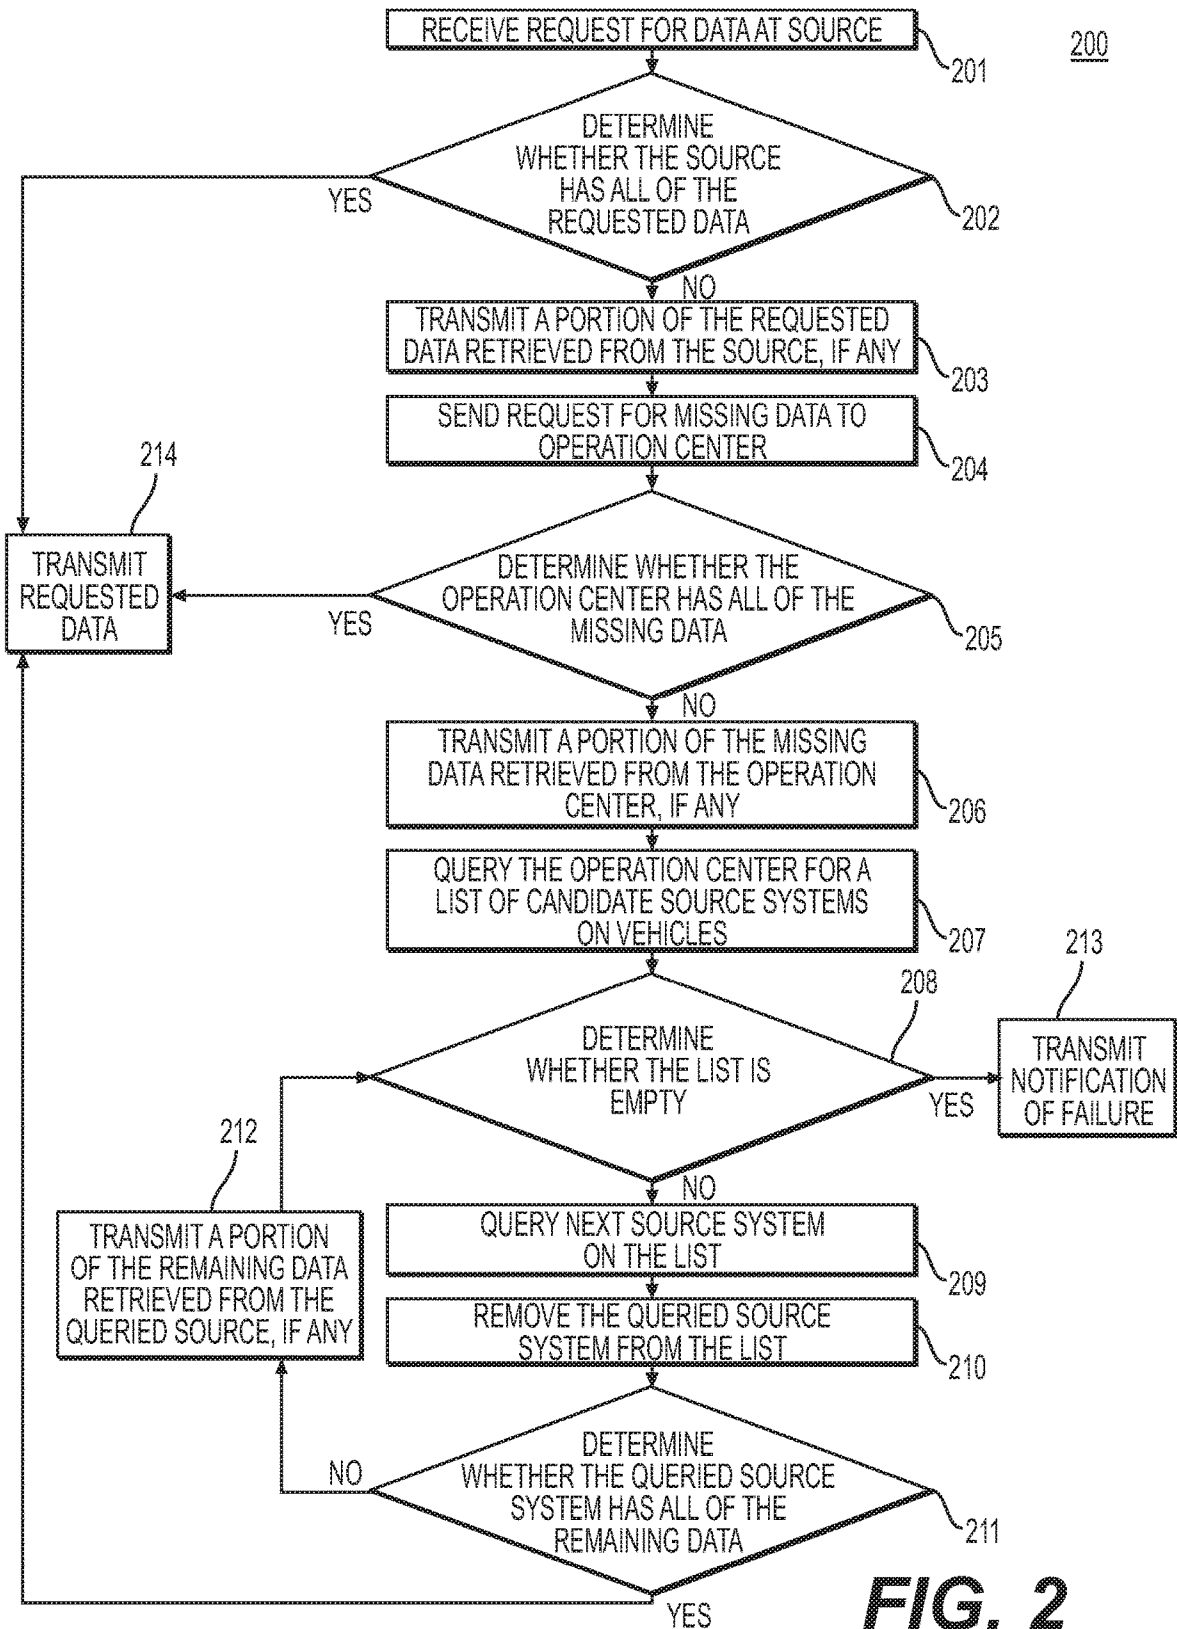 RECEIVE REQUEST FOR DATA AT SOURCE
201
200
DETERMINE
WHETHER THE SOURCE
HAS ALL OF THE
REQUESTED DATA
202
YES
NO
TRANSMIT A PORTION OF THE REQUESTED
DATA RETRIEVED FROM THE SOURCE, IF ANY
203
SEND REQUEST FOR MISSING DATA TO
OPERATION CENTER
204
214
TRANSMIT
REQUESTED
DATA
DETERMINE WHETHER THE
OPERATION CENTER HAS ALL OF THE
MISSING DATA
205
YES
NO
TRANSMIT A PORTION OF THE MISSING
DATA RETRIEVED FROM THE OPERATION
CENTER, IF ANY
206
QUERY THE OPERATION CENTER FOR A
LIST OF CANDIDATE SOURCE SYSTEMS
ON VEHICLES
207
208
213
DETERMINE
WHETHER THE LIST IS
EMPTY
YES
TRANSMIT
NOTIFICATION
OF FAILURE
212
NO
TRANSMIT A PORTION
OF THE REMAINING DATA
RETRIEVED FROM THE
QUERIED SOURCE, IF ANY
QUERY NEXT SOURCE SYSTEM
ON THE LIST
209
REMOVE THE QUERIED SOURCE
SYSTEM FROM THE LIST
210
NO
DETERMINE
WHETHER THE QUERIED SOURCE
SYSTEM HAS ALL OF THE
REMAINING DATA
211
YES
FIG. 2